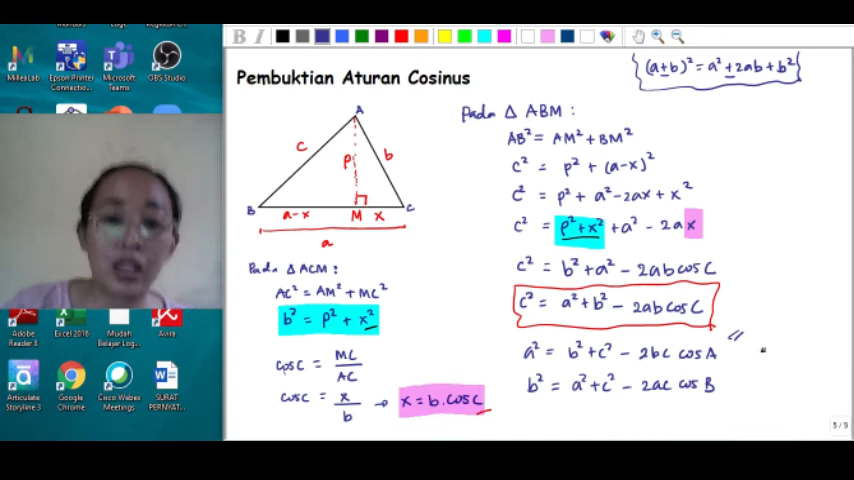 MilleaLab
Epson Printer
Connection...
Microsoft
Teams
OBS Studio
B I
(a±b)² = a² ± 2ab + b²
Pembuktian Aturan Cosinus
A
c
p
b
B
a-x
M
x
C
a
Pada Δ ACM :
AC² = AM² + MC²
b² = p² + x²
cos C = MC
AC
cos C = x
b
→ x = b. cos C
Pada Δ ABM :
AB² = AM² + BM²
c² = p² + (a-x)²
c² = p² + a² - 2ax + x²
c² = p² + x² + a² - 2a x
c² = b² + a² - 2ab cos C
c² = a² + b² - 2ab cos C
a² = b² + c² - 2bc cos A
b² = a² + c² - 2ac cos B
5/9
Adobe
Reader 8
Excel 2016
Mudah
Belajar Log...
Avira
Articulate
Storyline 3
Google
Chrome
Cisco Webex
Meetings
SURAT
PERNYAT...